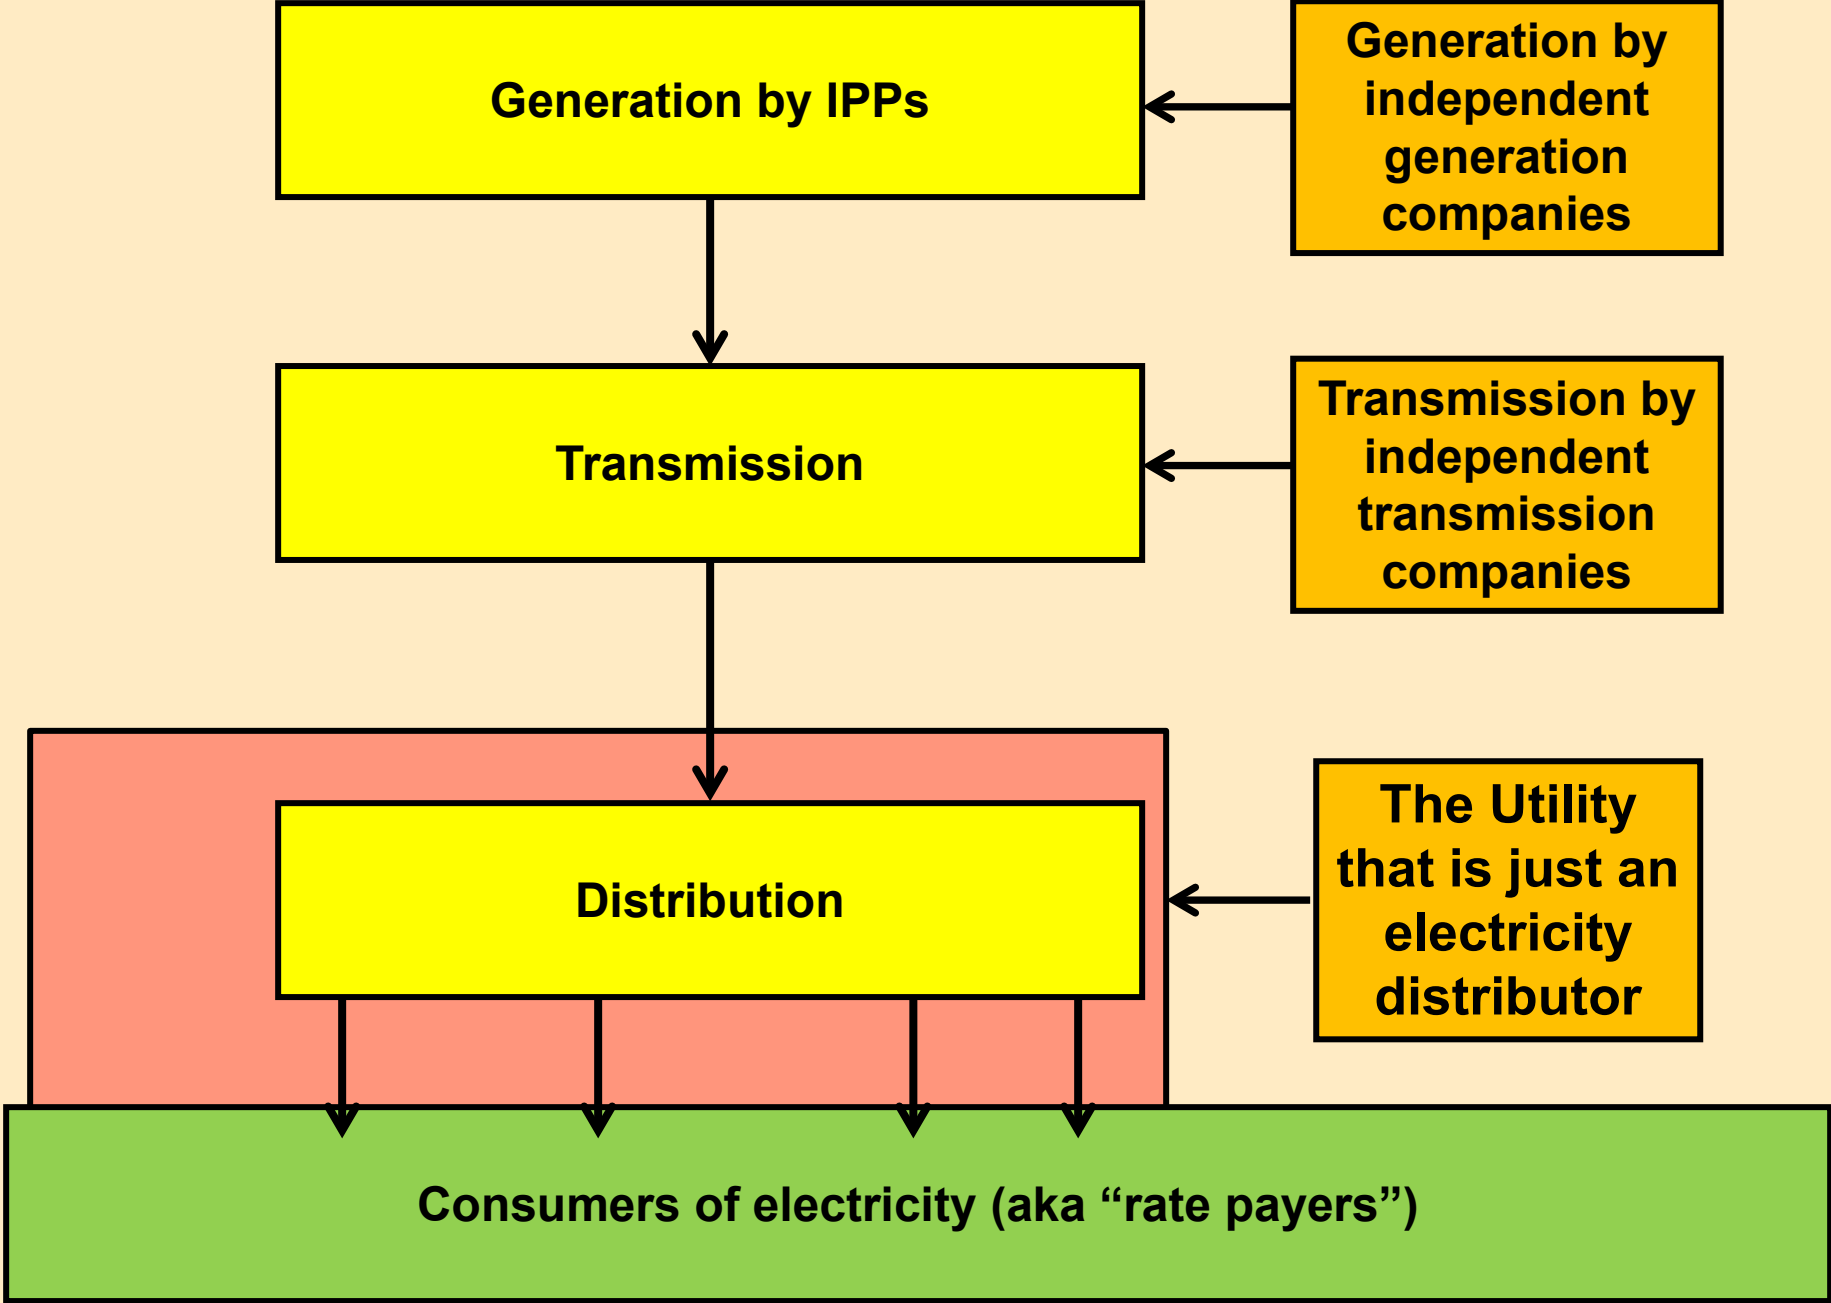 Generation by IPPs
Generation by
independent
generation
companies
Transmission
Transmission by
independent
transmission
companies
Distribution
The Utility
that is just an
electricity
distributor
Consumers of electricity (aka “rate payers”)